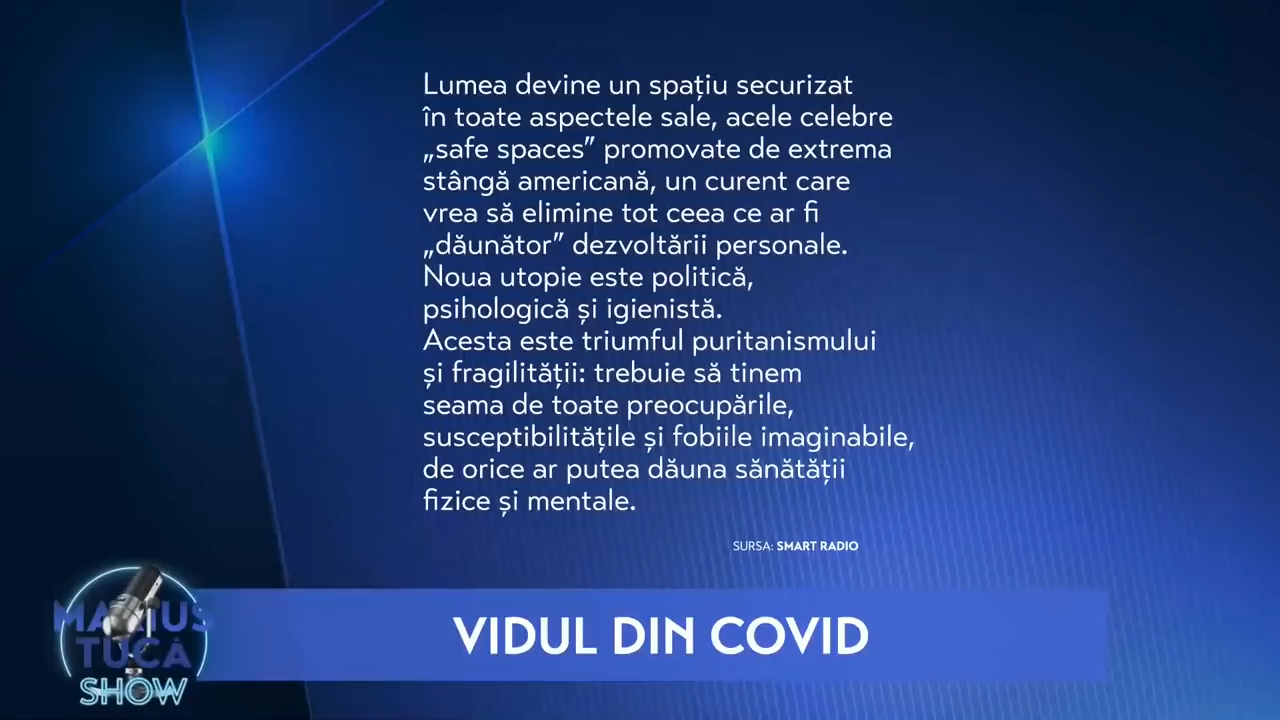 Lumea devine un spațiu securizat
în toate aspectele sale, acele celebre
„safe spaces” promovate de extrema
stângă americană, un curent care
vrea să elimine tot ceea ce ar fi
„dăunător” dezvoltării personale.
Noua utopie este politică,
psihologică și igienistă.
Acesta este triumful puritanismului
și fragilității: trebuie să tinem
seama de toate preocupările,
susceptibilitățile și fobiile imaginabile,
de orice ar putea dăuna sănătății
fizice și mentale.
SURSA: SMART RADIO
VIDUL DIN COVID
MARIUS
TUCĂ
SHOW